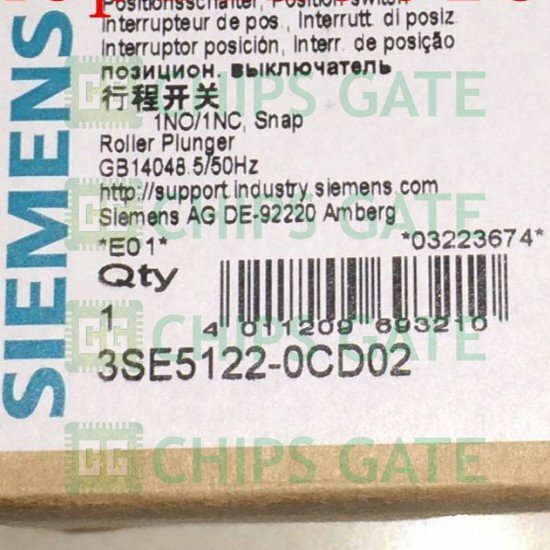 Positionsschalter, Positionswitch
Interrupteur de pos., Interrutt. di posiz
Interruptor posición, Interr. de posição
позицион. выключатель
行程开关
1NO/1NC, Snap
Roller Plunger
GB14048.5/50Hz
http://support.industry.siemens.com
Siemens AG DE-92220 Amberg
*E01*
*03223674*
Qty
1
4 011209 693210
3SE5122-0CD02
SIEMENS
CHIPS GATE
CHIPS GATE
CHIPS GATE
CHIPS GATE